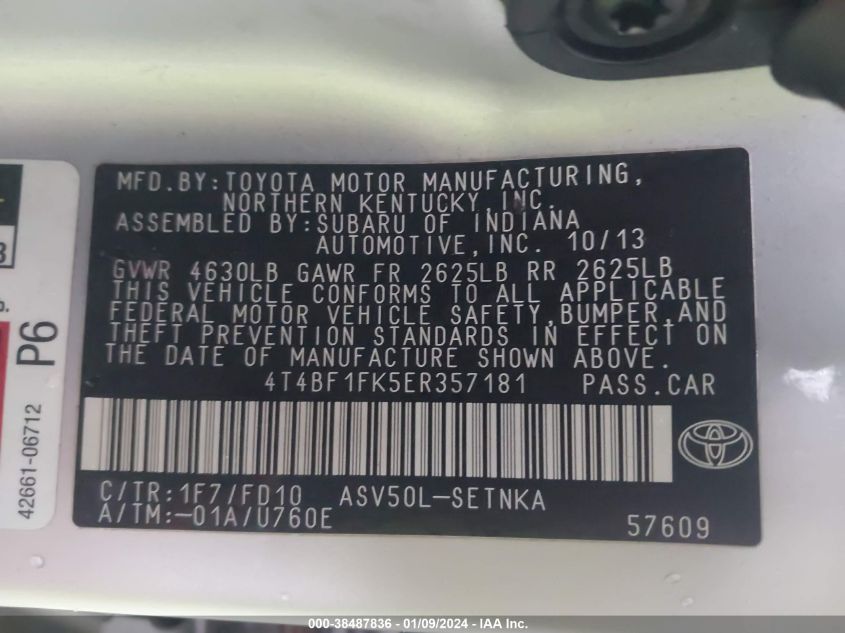 MFD.BY:TOYOTA MOTOR MANUFACTURING,
NORTHERN KENTUCKY,INC.
ASSEMBLED BY:SUBARU OF INDIANA
AUTOMOTIVE,INC. 10/13
GVWR 4630LB GAWR FR 2625LB RR 2625LB
THIS VEHICLE CONFORMS TO ALL APPLICABLE
FEDERAL MOTOR VEHICLE SAFETY,BUMPER,AND
THEFT PREVENTION STANDARDS IN EFFECT ON
THE DATE OF MANUFACTURE SHOWN ABOVE.
4T4BF1FK5ER357181 PASS.CAR
C/TR:1F7/FD10 ASV50L-SETNKA
A/TM:-01A/U760E
57609
P6
42661-06712
000-38487836 - 01/09/2024 - IAA Inc.